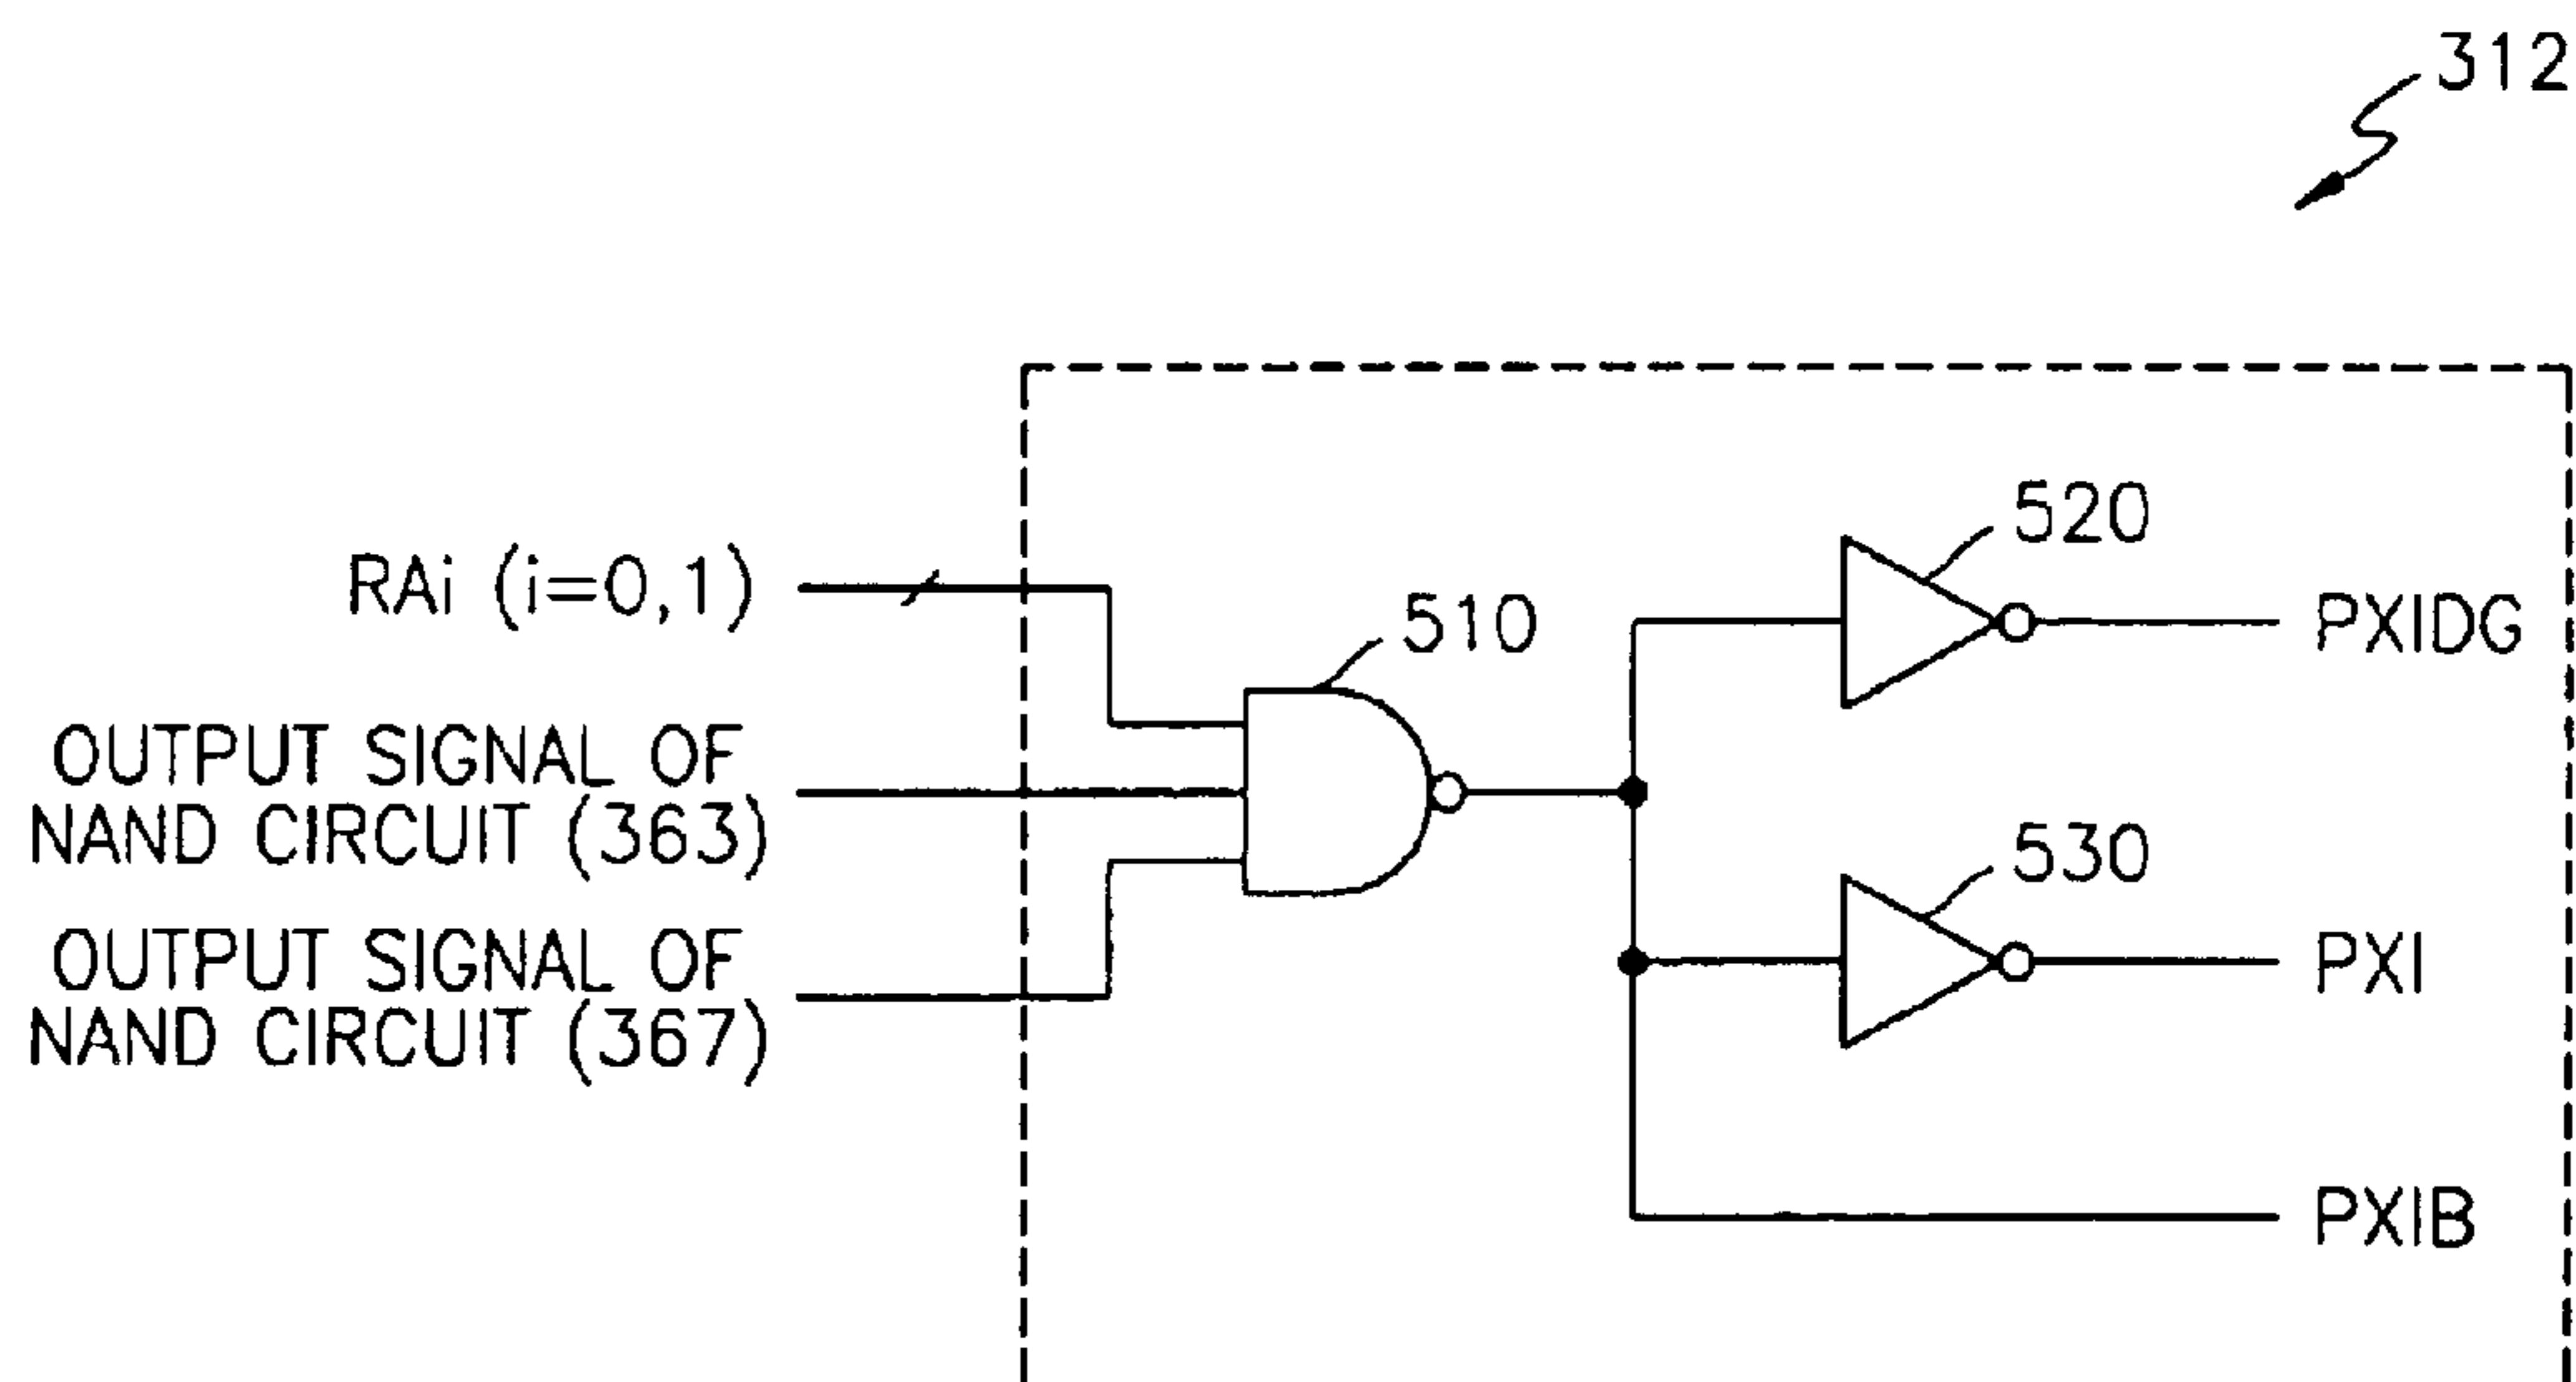 312
520
RAi (i=0,1)
510
PXIDG
OUTPUT SIGNAL OF
NAND CIRCUIT (363)
530
OUTPUT SIGNAL OF
NAND CIRCUIT (367)
PXI
PXIB